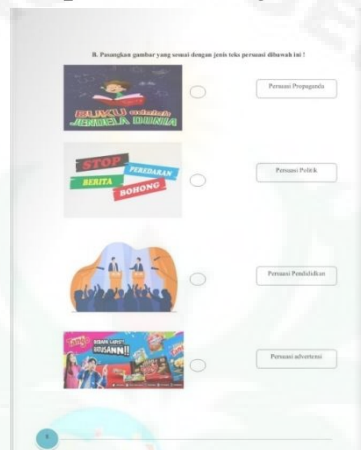 B. Pasangkan gambar yang sesuai dengan jenis teks persuasi dibawah ini !
BUKU adalah
JENDELA DUNIA
Persuasi Propaganda
STOP
PEREDARAN
BERITA
BOHONG
Persuasi Politik
Persuasi Pendidikan
Persuasi advertensi